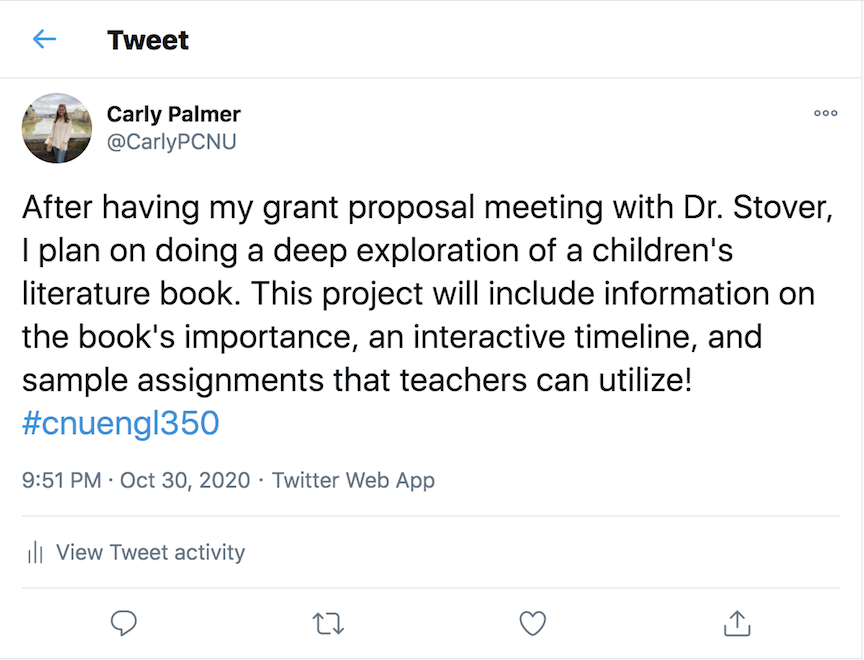 Tweet
Carly Palmer
@CarlyPCNU
After having my grant proposal meeting with Dr. Stover,
I plan on doing a deep exploration of a children's
literature book. This project will include information on
the book's importance, an interactive timeline, and
sample assignments that teachers can utilize!
#cnuengl350
9:51 PM · Oct 30, 2020 · Twitter Web App
View Tweet activity